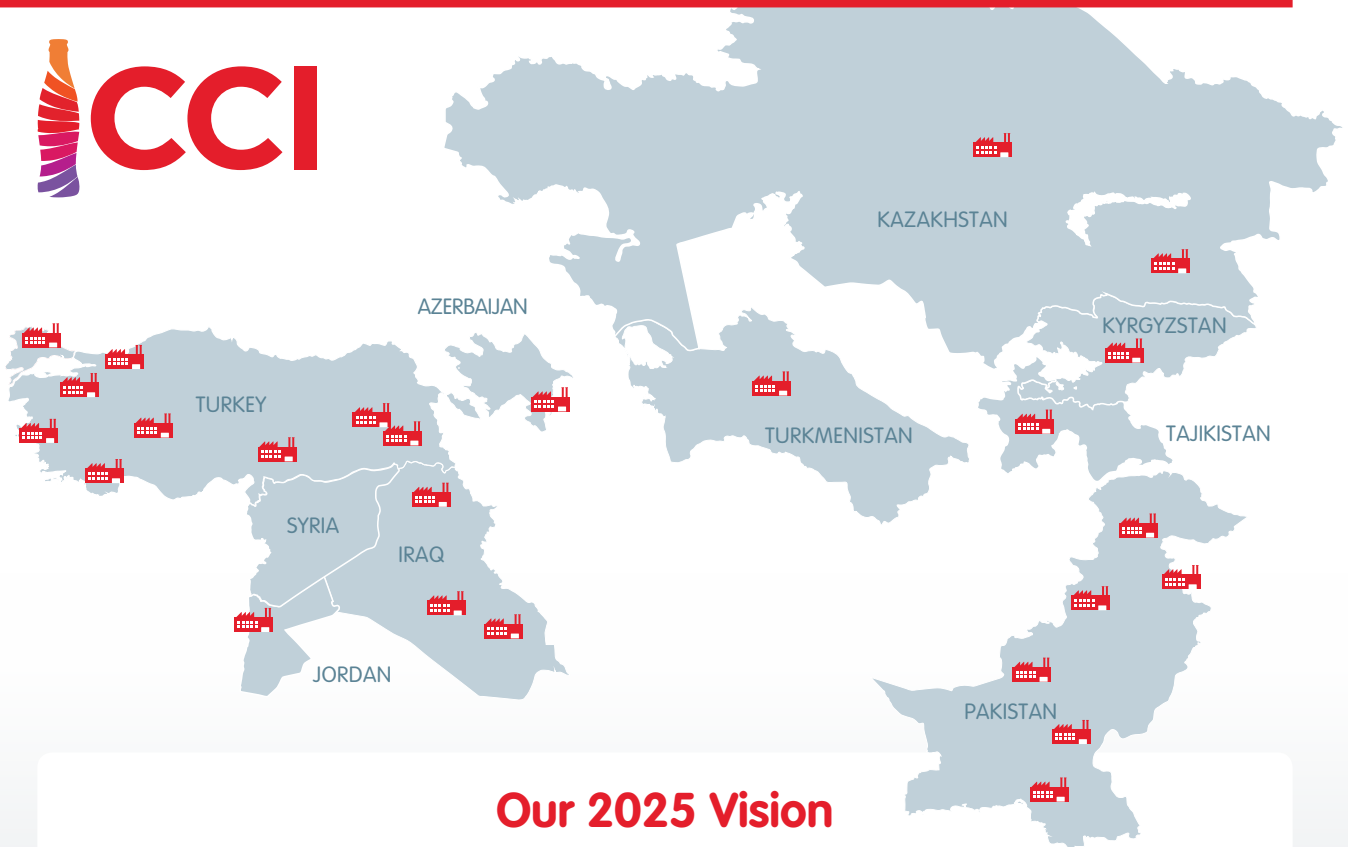 CCI
KAZAKHSTAN
AZERBAIJAN
KYRGYZSTAN
TURKEY
TURKMENISTAN
TAJIKISTAN
SYRIA
IRAQ
JORDAN
PAKISTAN
Our 2025 Vision